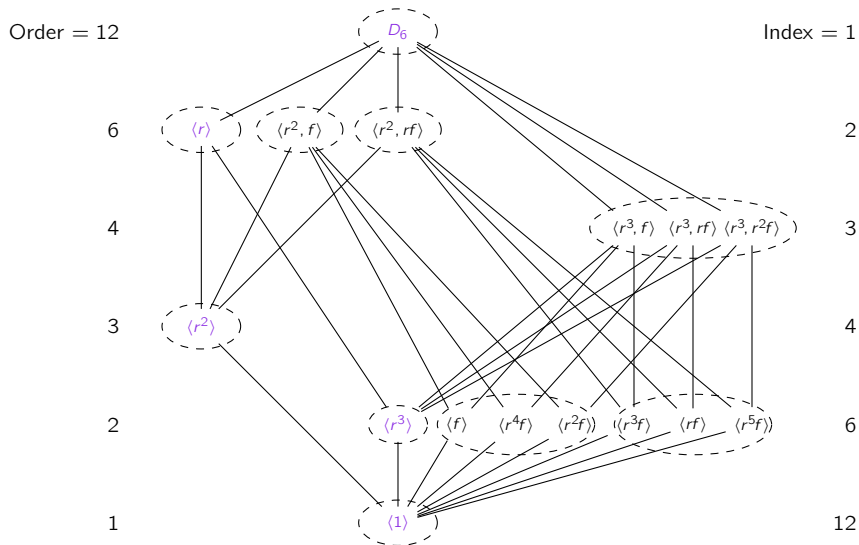 Order = 12 D₆ Index = 1
6 ⟨r⟩ ⟨r², f⟩ ⟨r², rf⟩ 2
4 ⟨r³, f⟩ ⟨r³, rf⟩ ⟨r³, r²f⟩ 3
3 ⟨r²⟩ 4
2 ⟨r³⟩ ⟨f⟩ ⟨r⁴f⟩ ⟨r²f⟩ ⟨r³f⟩ ⟨rf⟩ ⟨r⁵f⟩ 6
1 ⟨1⟩ 12